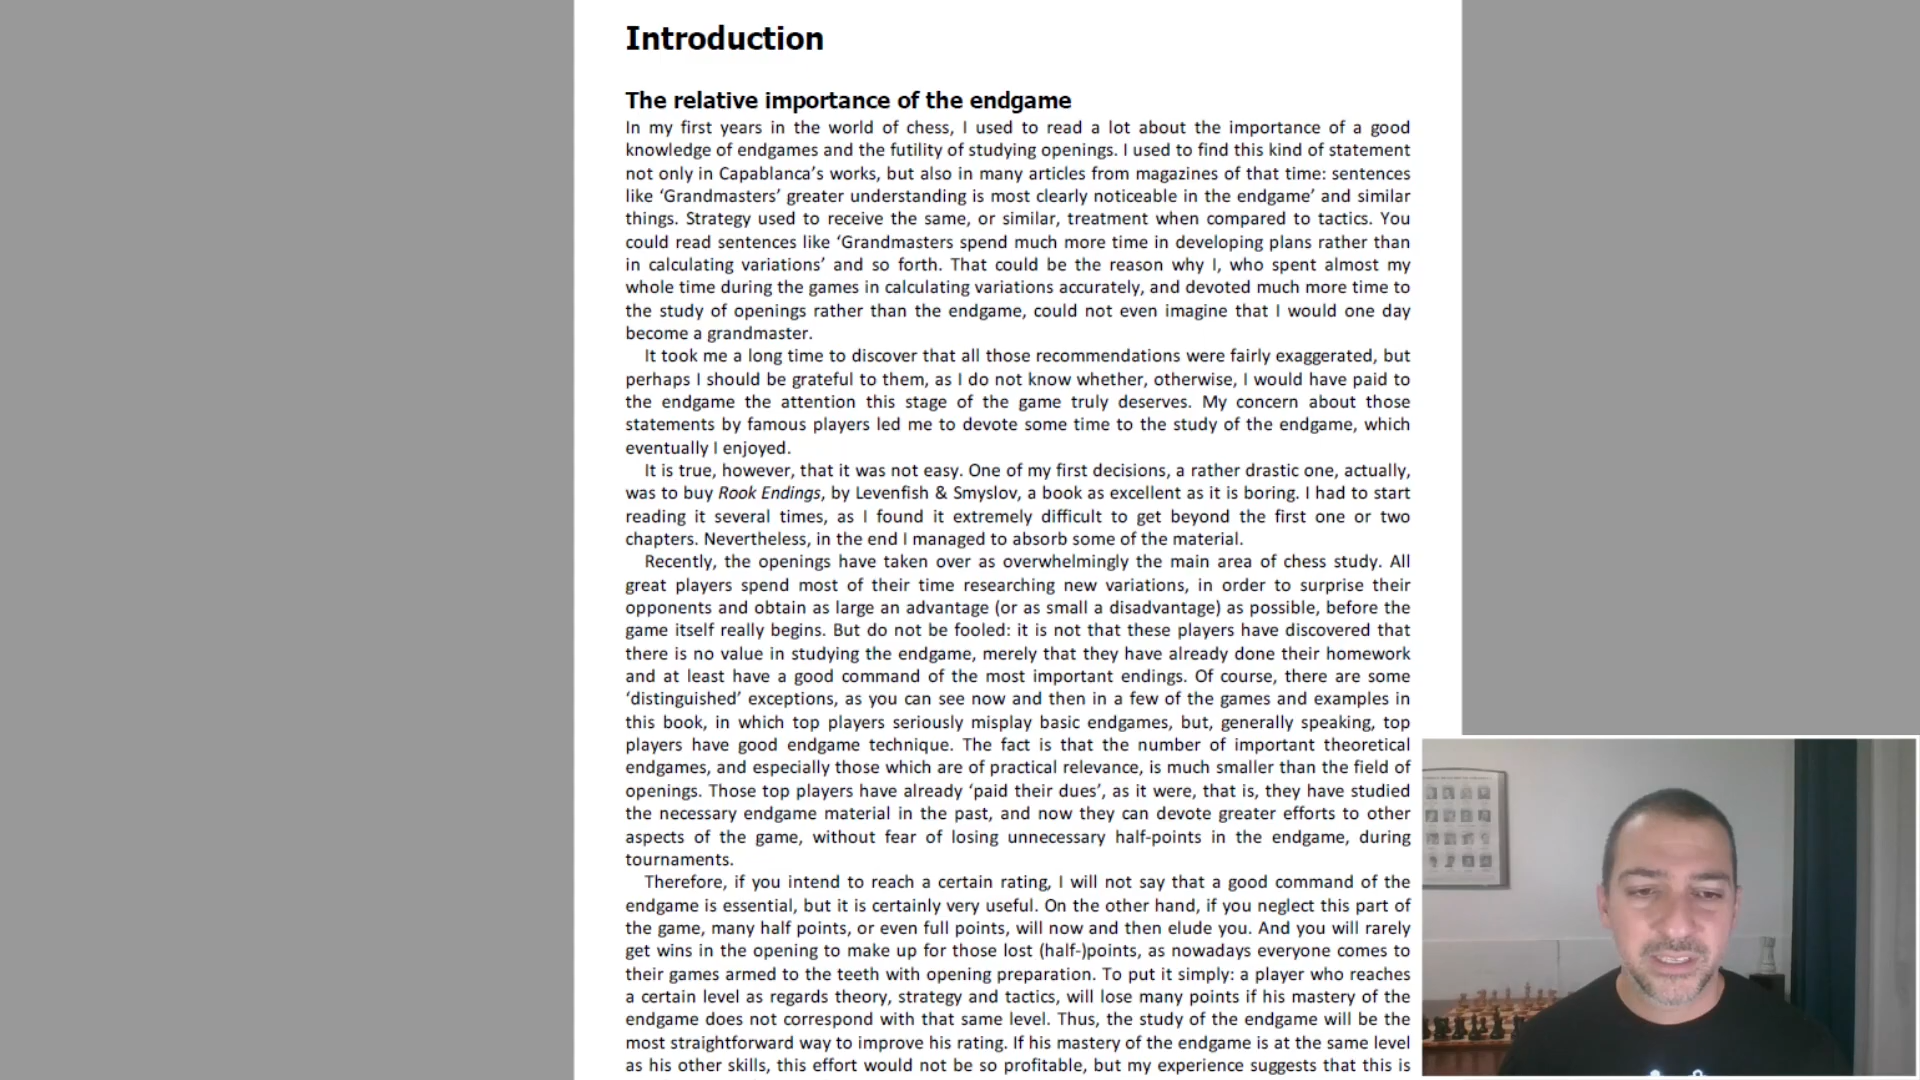 Introduction
The relative importance of the endgame
In my first years in the world of chess, I used to read a lot about the importance of a good
knowledge of endgames and the futility of studying openings. I used to find this kind of statement
not only in Capablanca’s works, but also in many articles from magazines of that time: sentences
like ‘Grandmasters’ greater understanding is most clearly noticeable in the endgame’ and similar
things. Strategy used to receive the same, or similar, treatment when compared to tactics. You
could read sentences like ‘Grandmasters spend much more time in developing plans rather than
in calculating variations’ and so forth. That could be the reason why I, who spent almost my
whole time during the games in calculating variations accurately, and devoted much more time to
the study of openings rather than the endgame, could not even imagine that I would one day
become a grandmaster.
It took me a long time to discover that all those recommendations were fairly exaggerated, but
perhaps I should be grateful to them, as I do not know whether, otherwise, I would have paid to
the endgame the attention this stage of the game truly deserves. My concern about those
statements by famous players led me to devote some time to the study of the endgame, which
eventually I enjoyed.
It is true, however, that it was not easy. One of my first decisions, a rather drastic one, actually,
was to buy Rook Endings, by Levenfish & Smyslov, a book as excellent as it is boring. I had to start
reading it several times, as I found it extremely difficult to get beyond the first one or two
chapters. Nevertheless, in the end I managed to absorb some of the material.
Recently, the openings have taken over as overwhelmingly the main area of chess study. All
great players spend most of their time researching new variations, in order to surprise their
opponents and obtain as large an advantage (or as small a disadvantage) as possible, before the
game itself really begins. But do not be fooled: it is not that these players have discovered that
there is no value in studying the endgame, merely that they have already done their homework
and at least have a good command of the most important endings. Of course, there are some
‘distinguished’ exceptions, as you can see now and then in a few of the games and examples in
this book, in which top players seriously misplay basic endgames, but, generally speaking, top
players have good endgame technique. The fact is that the number of important theoretical
endgames, and especially those which are of practical relevance, is much smaller than the field of
openings. Those top players have already ‘paid their dues’, as it were, that is, they have studied
the necessary endgame material in the past, and now they can devote greater efforts to other
aspects of the game, without fear of losing unnecessary half-points in the endgame, during
tournaments.
Therefore, if you intend to reach a certain rating, I will not say that a good command of the
endgame is essential, but it is certainly very useful. On the other hand, if you neglect this part of
the game, many half points, or even full points, will now and then elude you. And you will rarely
get wins in the opening to make up for those lost (half-)points, as nowadays everyone comes to
their games armed to the teeth with opening preparation. To put it simply: a player who reaches
a certain level as regards theory, strategy and tactics, will lose many points if his mastery of the
endgame does not correspond with that same level. Thus, the study of the endgame will be the
most straightforward way to improve his rating. If his mastery of the endgame is at the same level
as his other skills, this effort would not be so profitable, but my experience suggests that this is